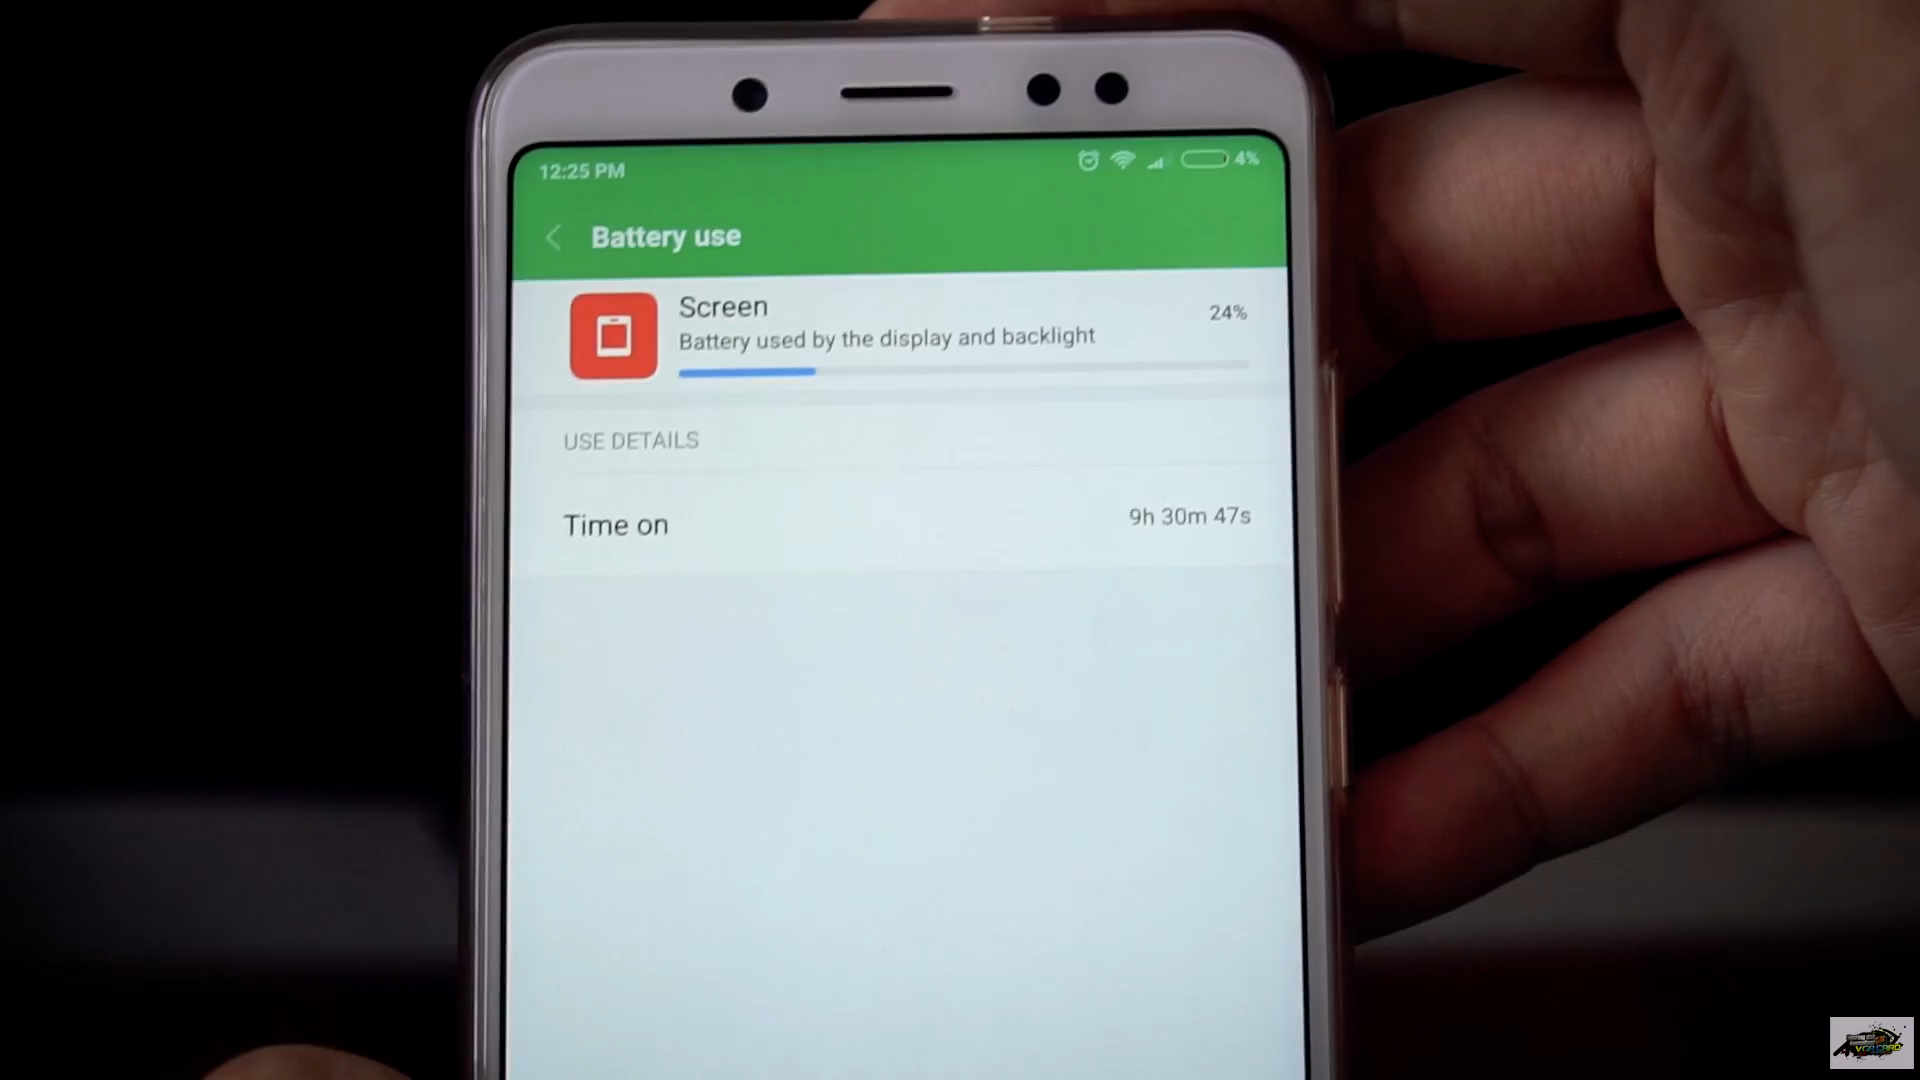 12:25 PM
4%
Battery use
Screen
24%
Battery used by the display and backlight
USE DETAILS
Time on
9h 30m 47s